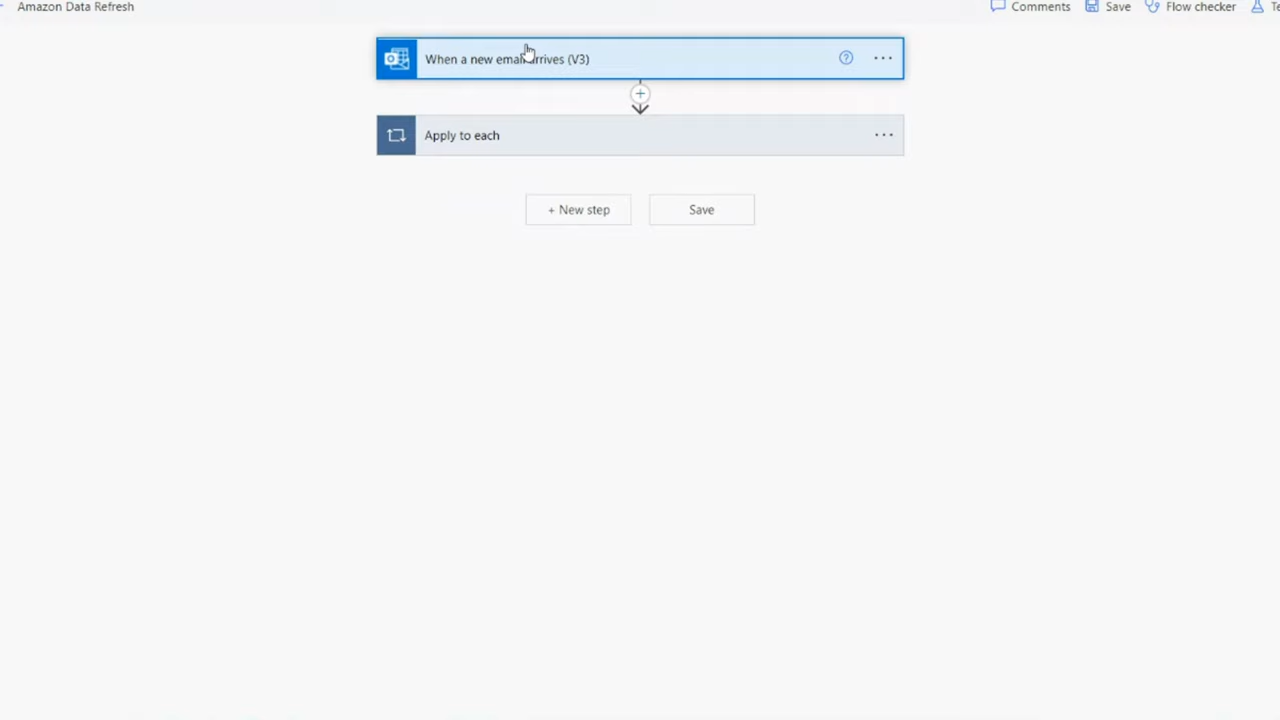 Amazon Data Refresh
Comments Save Flow checker
When a new email arrives (V3)
Apply to each
+ New step Save